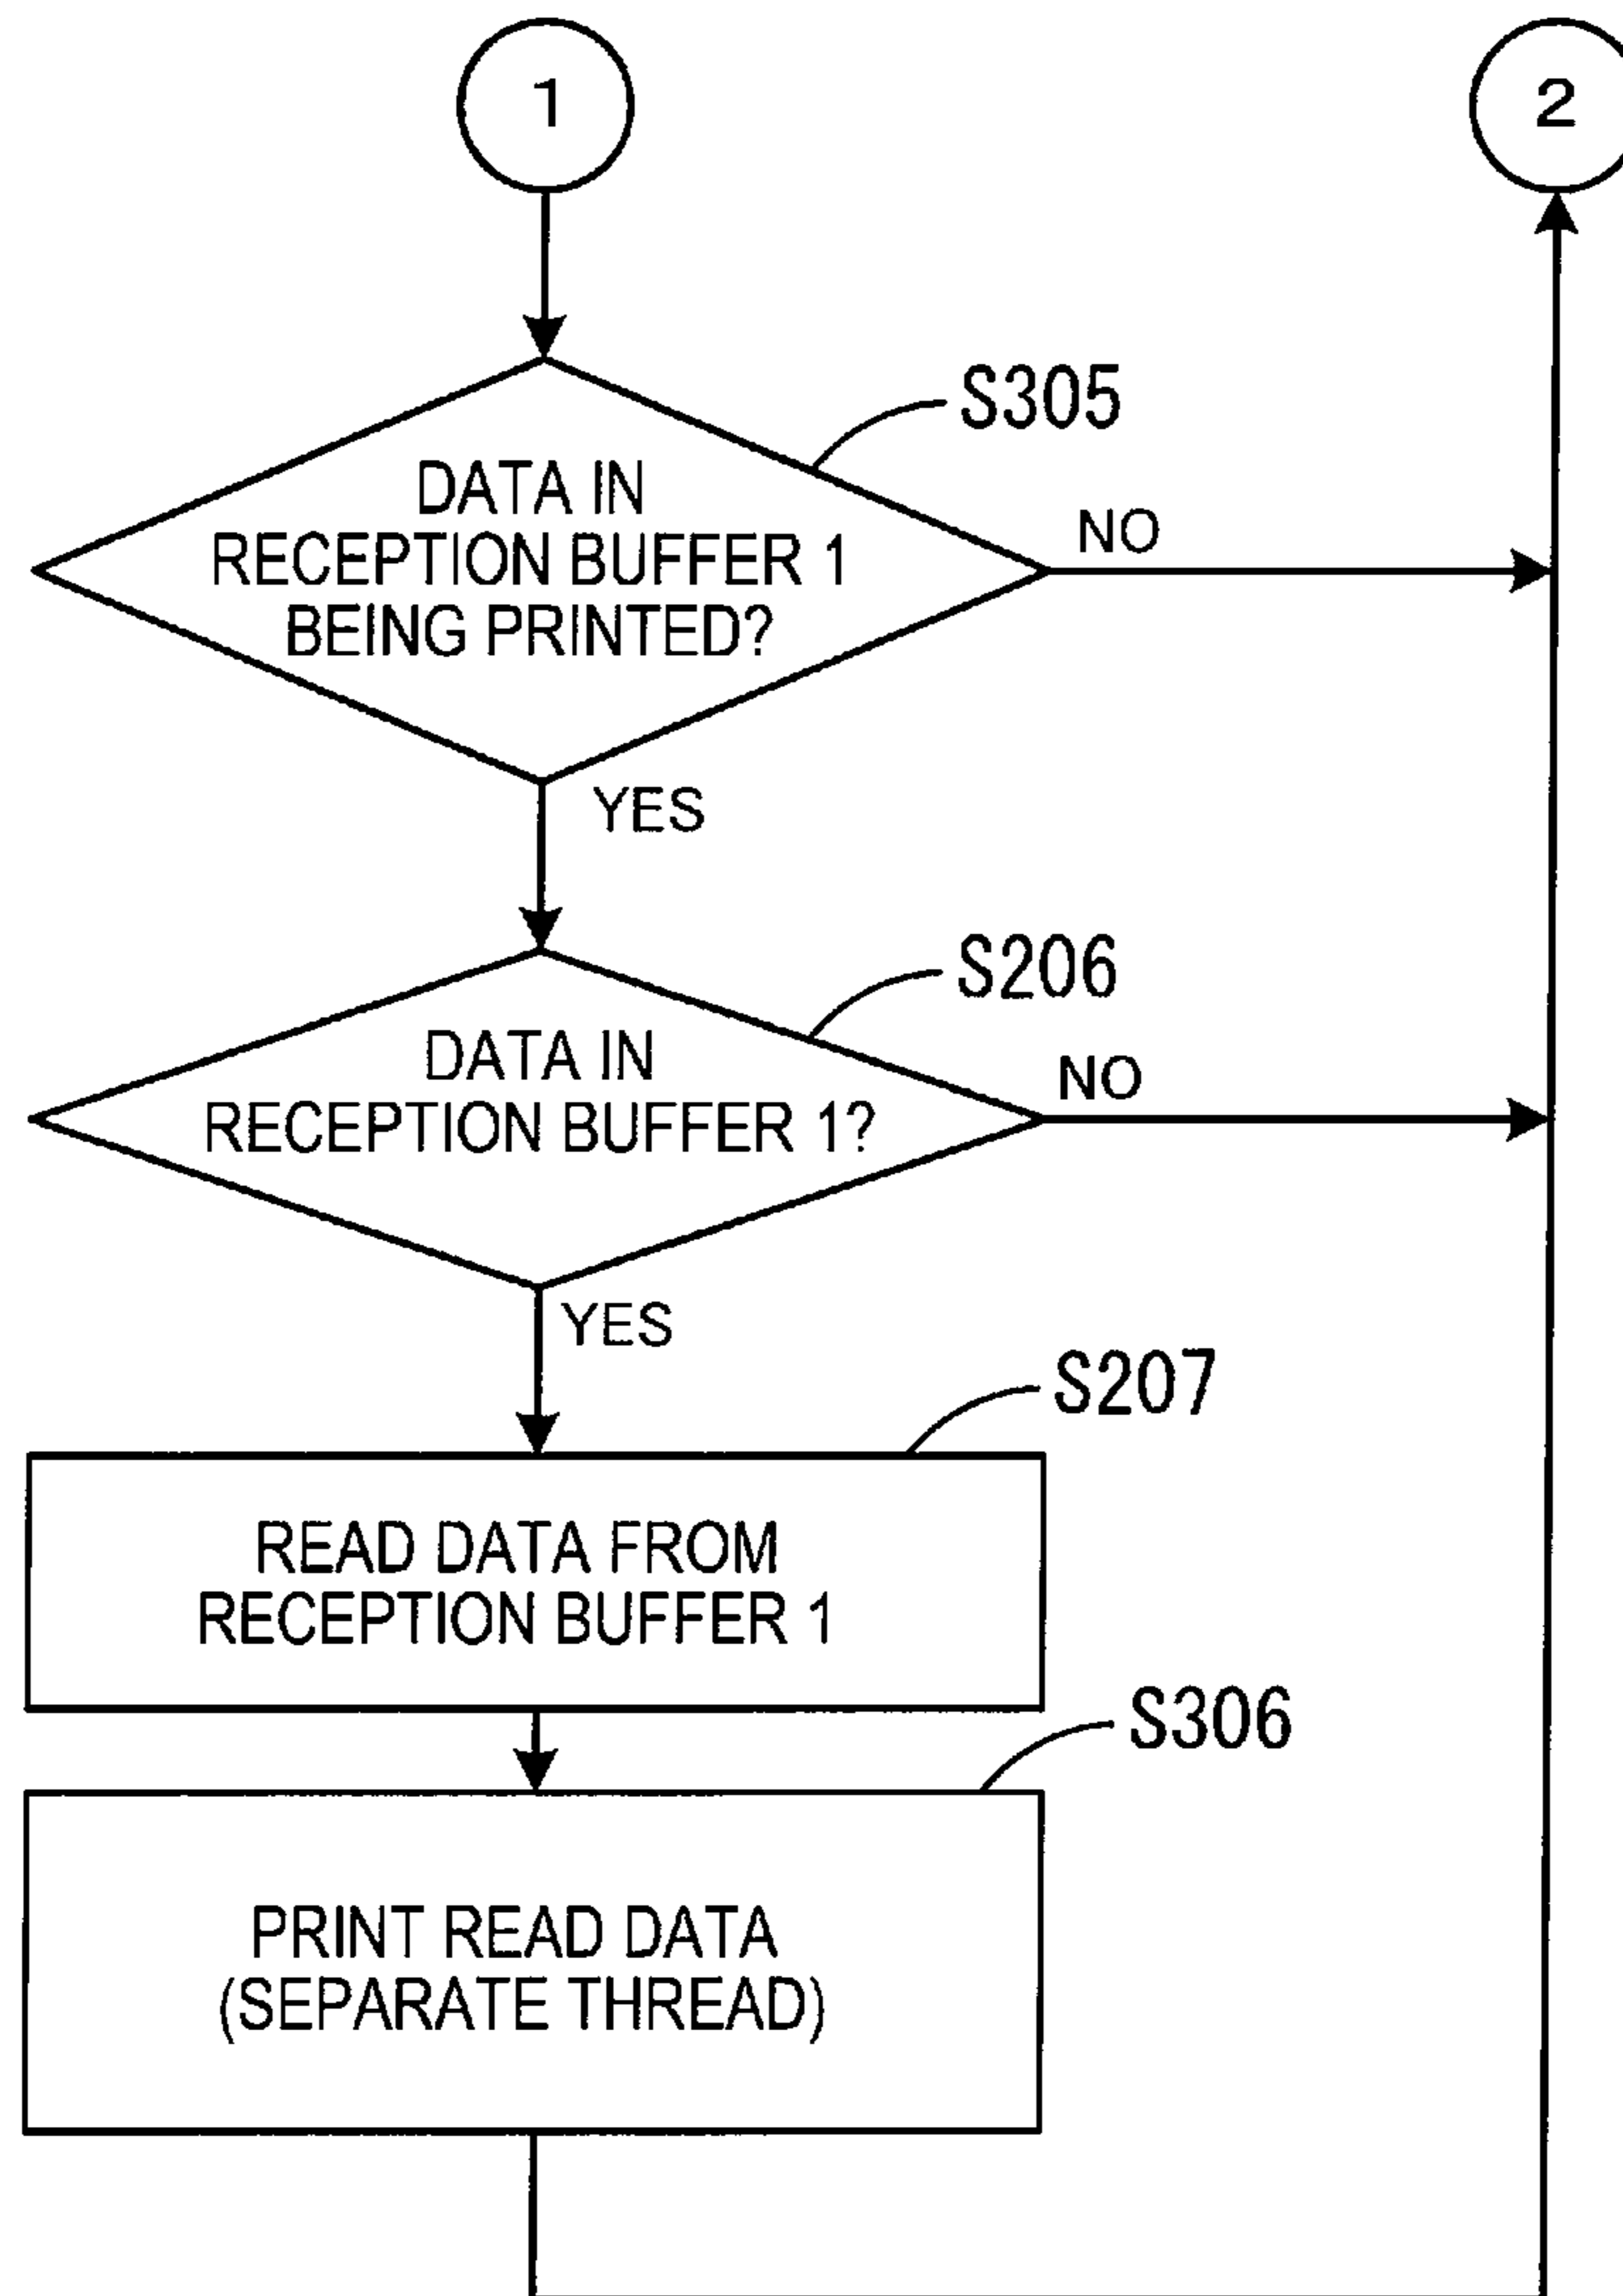 1
2
S305
DATA IN
RECEPTION BUFFER 1
BEING PRINTED?
NO
YES
S206
DATA IN
RECEPTION BUFFER 1?
NO
YES
S207
READ DATA FROM
RECEPTION BUFFER 1
S306
PRINT READ DATA
(SEPARATE THREAD)